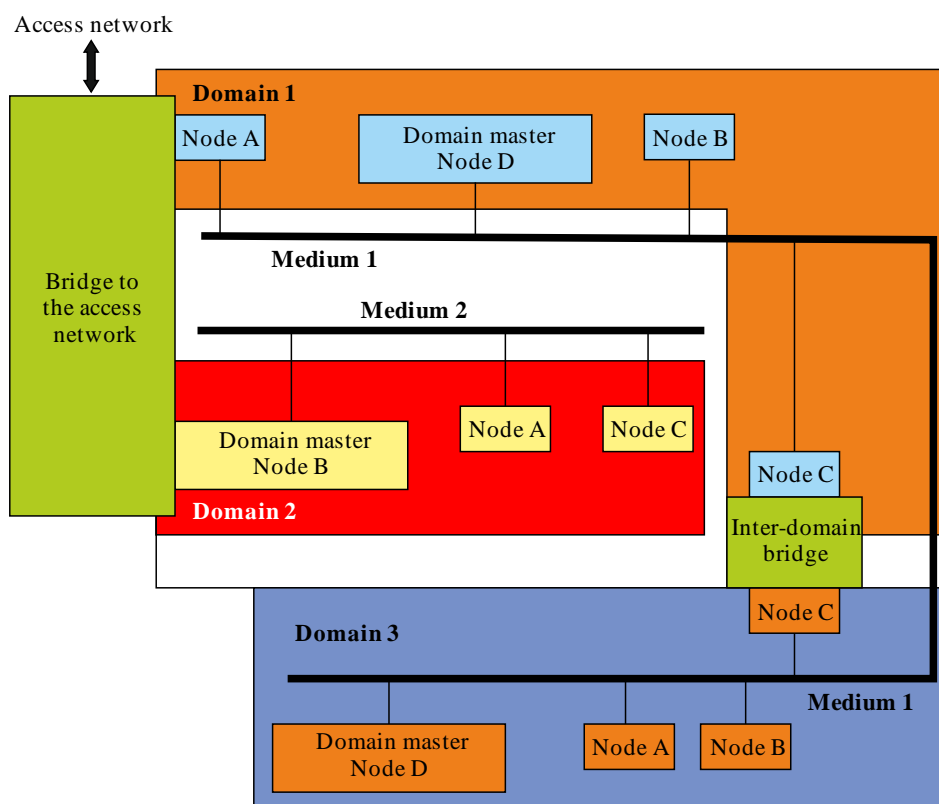 Access network
Domain 1
Node A
Domain master
Node D
Node B
Medium 1
Bridge to
the access
network
Medium 2
Domain master
Node B
Node A
Node C
Domain 2
Node C
Inter-domain
bridge
Node C
Domain 3
Medium 1
Domain master
Node D
Node A
Node B